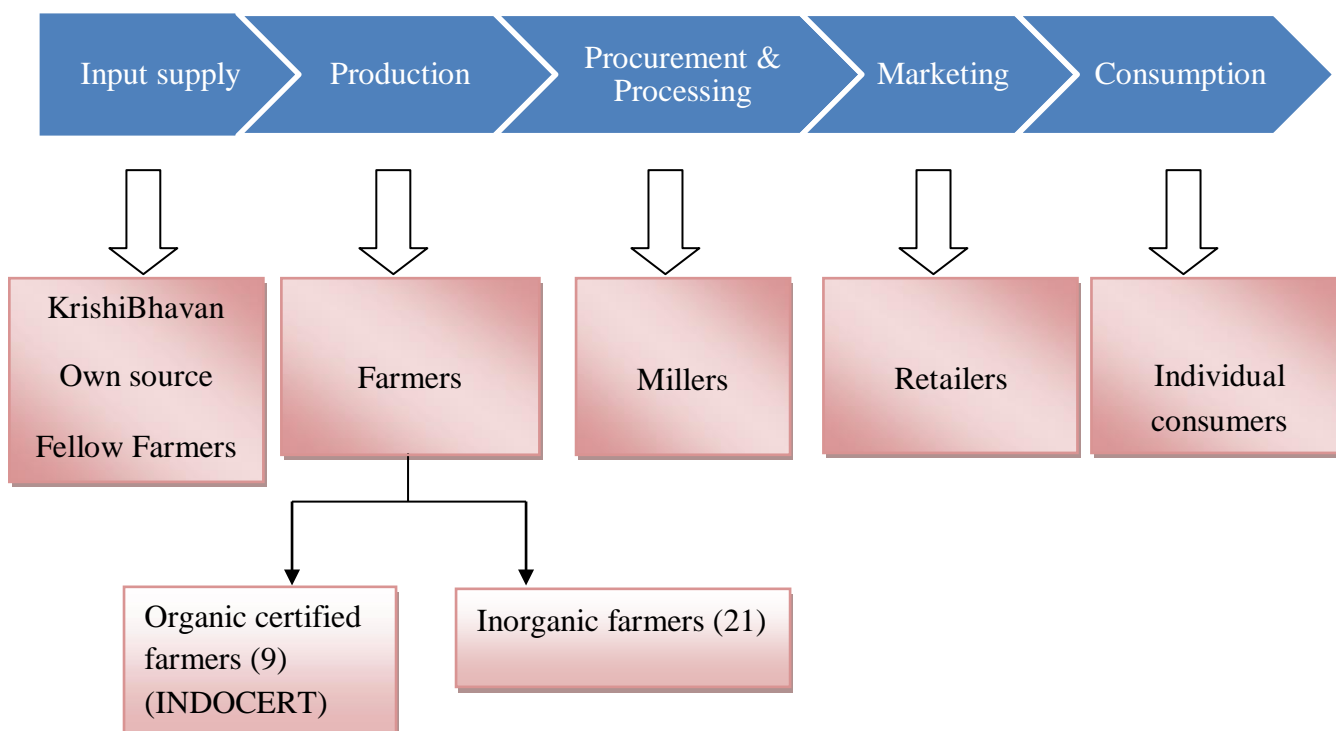 Input supply
Production
Procurement &
Processing
Marketing
Consumption
KrishiBhavan
Own source
Fellow Farmers
Farmers
Millers
Retailers
Individual
consumers
Organic certified
farmers (9)
(INDOCERT)
Inorganic farmers (21)